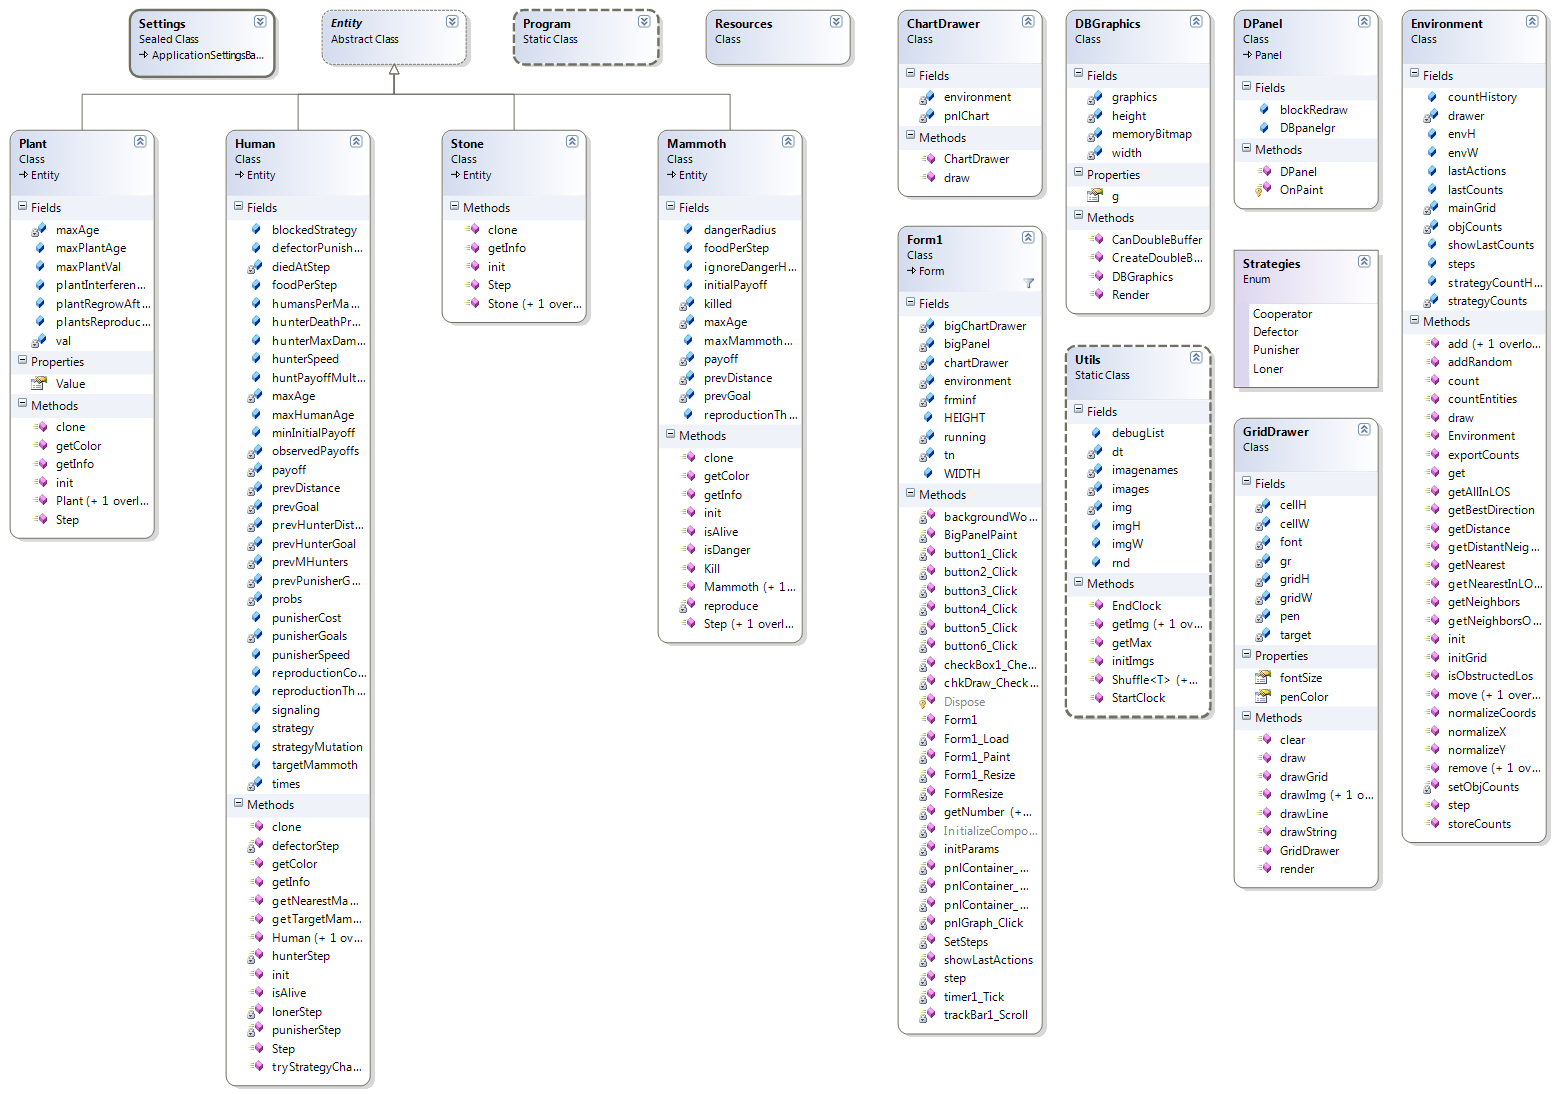 Settings
Sealed Class
ApplicationSettingsBa...
Entity
Abstract Class
Program
Static Class
Resources
Class
Plant
Class
Entity
Fields
maxAge
maxPlantAge
maxPlantVal
plantInterferen...
plantRegrowAft...
plantsReproduc...
val
Properties
Value
Methods
clone
getColor
getInfo
init
Plant (+ 1 overl...
Step
Human
Class
Entity
Fields
blockedStrategy
defectorPunish...
diedAtStep
foodPerStep
humansPerMa...
hunterDeathPr...
hunterMaxDam...
hunterSpeed
huntPayoffMult...
maxAge
maxHumanAge
minInitialPayoff
observedPayoffs
payoff
prevDistance
prevGoal
prevHunterDist...
prevHunterGoal
prevMHunters
prevPunisherG...
probs
punisherCost
punisherGoals
punisherSpeed
reproductionCo...
reproductionTh...
signaling
strategy
strategyMutation
targetMammoth
times
Methods
clone
defectorStep
getColor
getInfo
getNearestMa...
getTargetMam...
Human (+ 1 ov...
hunterStep
init
isAlive
lonerStep
punisherStep
Step
tryStrategyCha...
Stone
Class
Entity
Methods
clone
getInfo
init
Step
Stone (+ 1 over...
Mammoth
Class
Entity
Fields
dangerRadius
foodPerStep
ignoreDangerH...
initialPayoff
killed
maxAge
maxMammoth...
payoff
prevDistance
prevGoal
reproductionTh...
Methods
clone
getColor
getInfo
init
isAlive
isDanger
Kill
Mammoth (+ 1...
reproduce
Step (+ 1 overl...
ChartDrawer
Class
Fields
environment
pnlChart
Methods
ChartDrawer
draw
Form1
Class
Form
Fields
bigChartDrawer
bigPanel
chartDrawer
environment
frminf
HEIGHT
running
tn
WIDTH
Methods
backgroundWo...
BigPanelPaint
button1_Click
button2_Click
button3_Click
button4_Click
button5_Click
button6_Click
checkBox1_Che...
chkDraw_Check...
Dispose
Form1
Form1_Load
Form1_Paint
Form1_Resize
FormResize
getNumber (+...
InitializeCompo...
initParams
pnlContainer_...
pnlContainer_...
pnlContainer_...
pnlGraph_Click
SetSteps
showLastActions
step
timer1_Tick
trackBar1_Scroll
DBGraphics
Class
Fields
graphics
height
memoryBitmap
width
Properties
g
Methods
CanDoubleBuffer
CreateDoubleB...
DBGraphics
Render
Utils
Static Class
Fields
debugList
dt
imagenames
images
img
imgH
imgW
rnd
Methods
EndClock
getImg (+ 1 ov...
getMax
initImgs
Shuffle<T> (+...
StartClock
DPanel
Class
Panel
Fields
blockRedraw
DBpanelgr
Methods
DPanel
OnPaint
Strategies
Enum
Cooperator
Defector
Punisher
Loner
GridDrawer
Class
Fields
cellH
cellW
font
gr
gridH
gridW
pen
target
Properties
fontSize
penColor
Methods
clear
draw
drawGrid
drawImg (+ 1 o...
drawLine
drawString
GridDrawer
render
Environment
Class
Fields
countHistory
drawer
envH
envW
lastActions
lastCounts
mainGrid
objCounts
showLastCounts
steps
strategyCountH...
strategyCounts
Methods
add (+ 1 overlo...
addRandom
count
countEntities
draw
Environment
exportCounts
get
getAllInLOS
getBestDirection
getDistance
getDistantNeig...
getNearest
getNearestInLO...
getNeighbors
getNeighborsO...
init
initGrid
isObstructedLos
move (+ 1 over...
normalizeCoords
normalizeX
normalizeY
remove (+ 1 ov...
setObjCounts
step
storeCounts